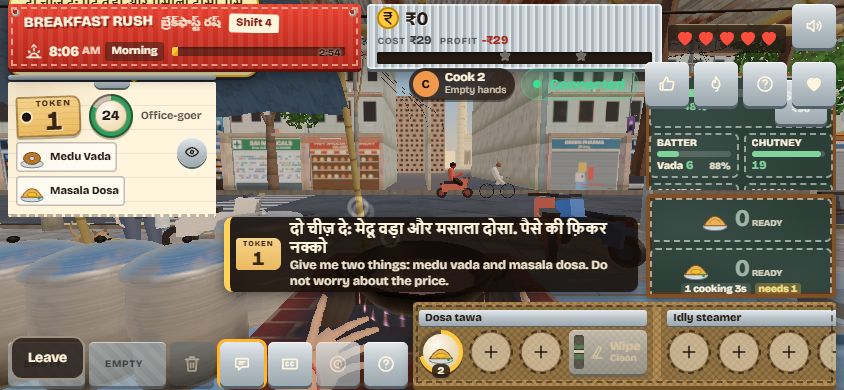 BREAKFAST RUSH బ్రేక్‌ఫాస్ట్ రష్ Shift 4
8:06 AM Morning 2:54
₹ ₹0
COST ₹29 PROFIT -₹29
C Cook 2
Empty hands
TOKEN
1
24
Office-goer
Medu Vada
Masala Dosa
BATTER
Vada 6 88%
CHUTNEY
19
0 READY
0 READY
1 cooking 3s needs 1
TOKEN
1
दो चीज़ दे: मेदू वड़ा और मसाला दोसा. पैसे की फ़िकर
नक्को
Give me two things: medu vada and masala dosa. Do
not worry about the price.
Dosa tawa
2
Wipe
Clean
Idly steamer
Leave
EMPTY
CC
?